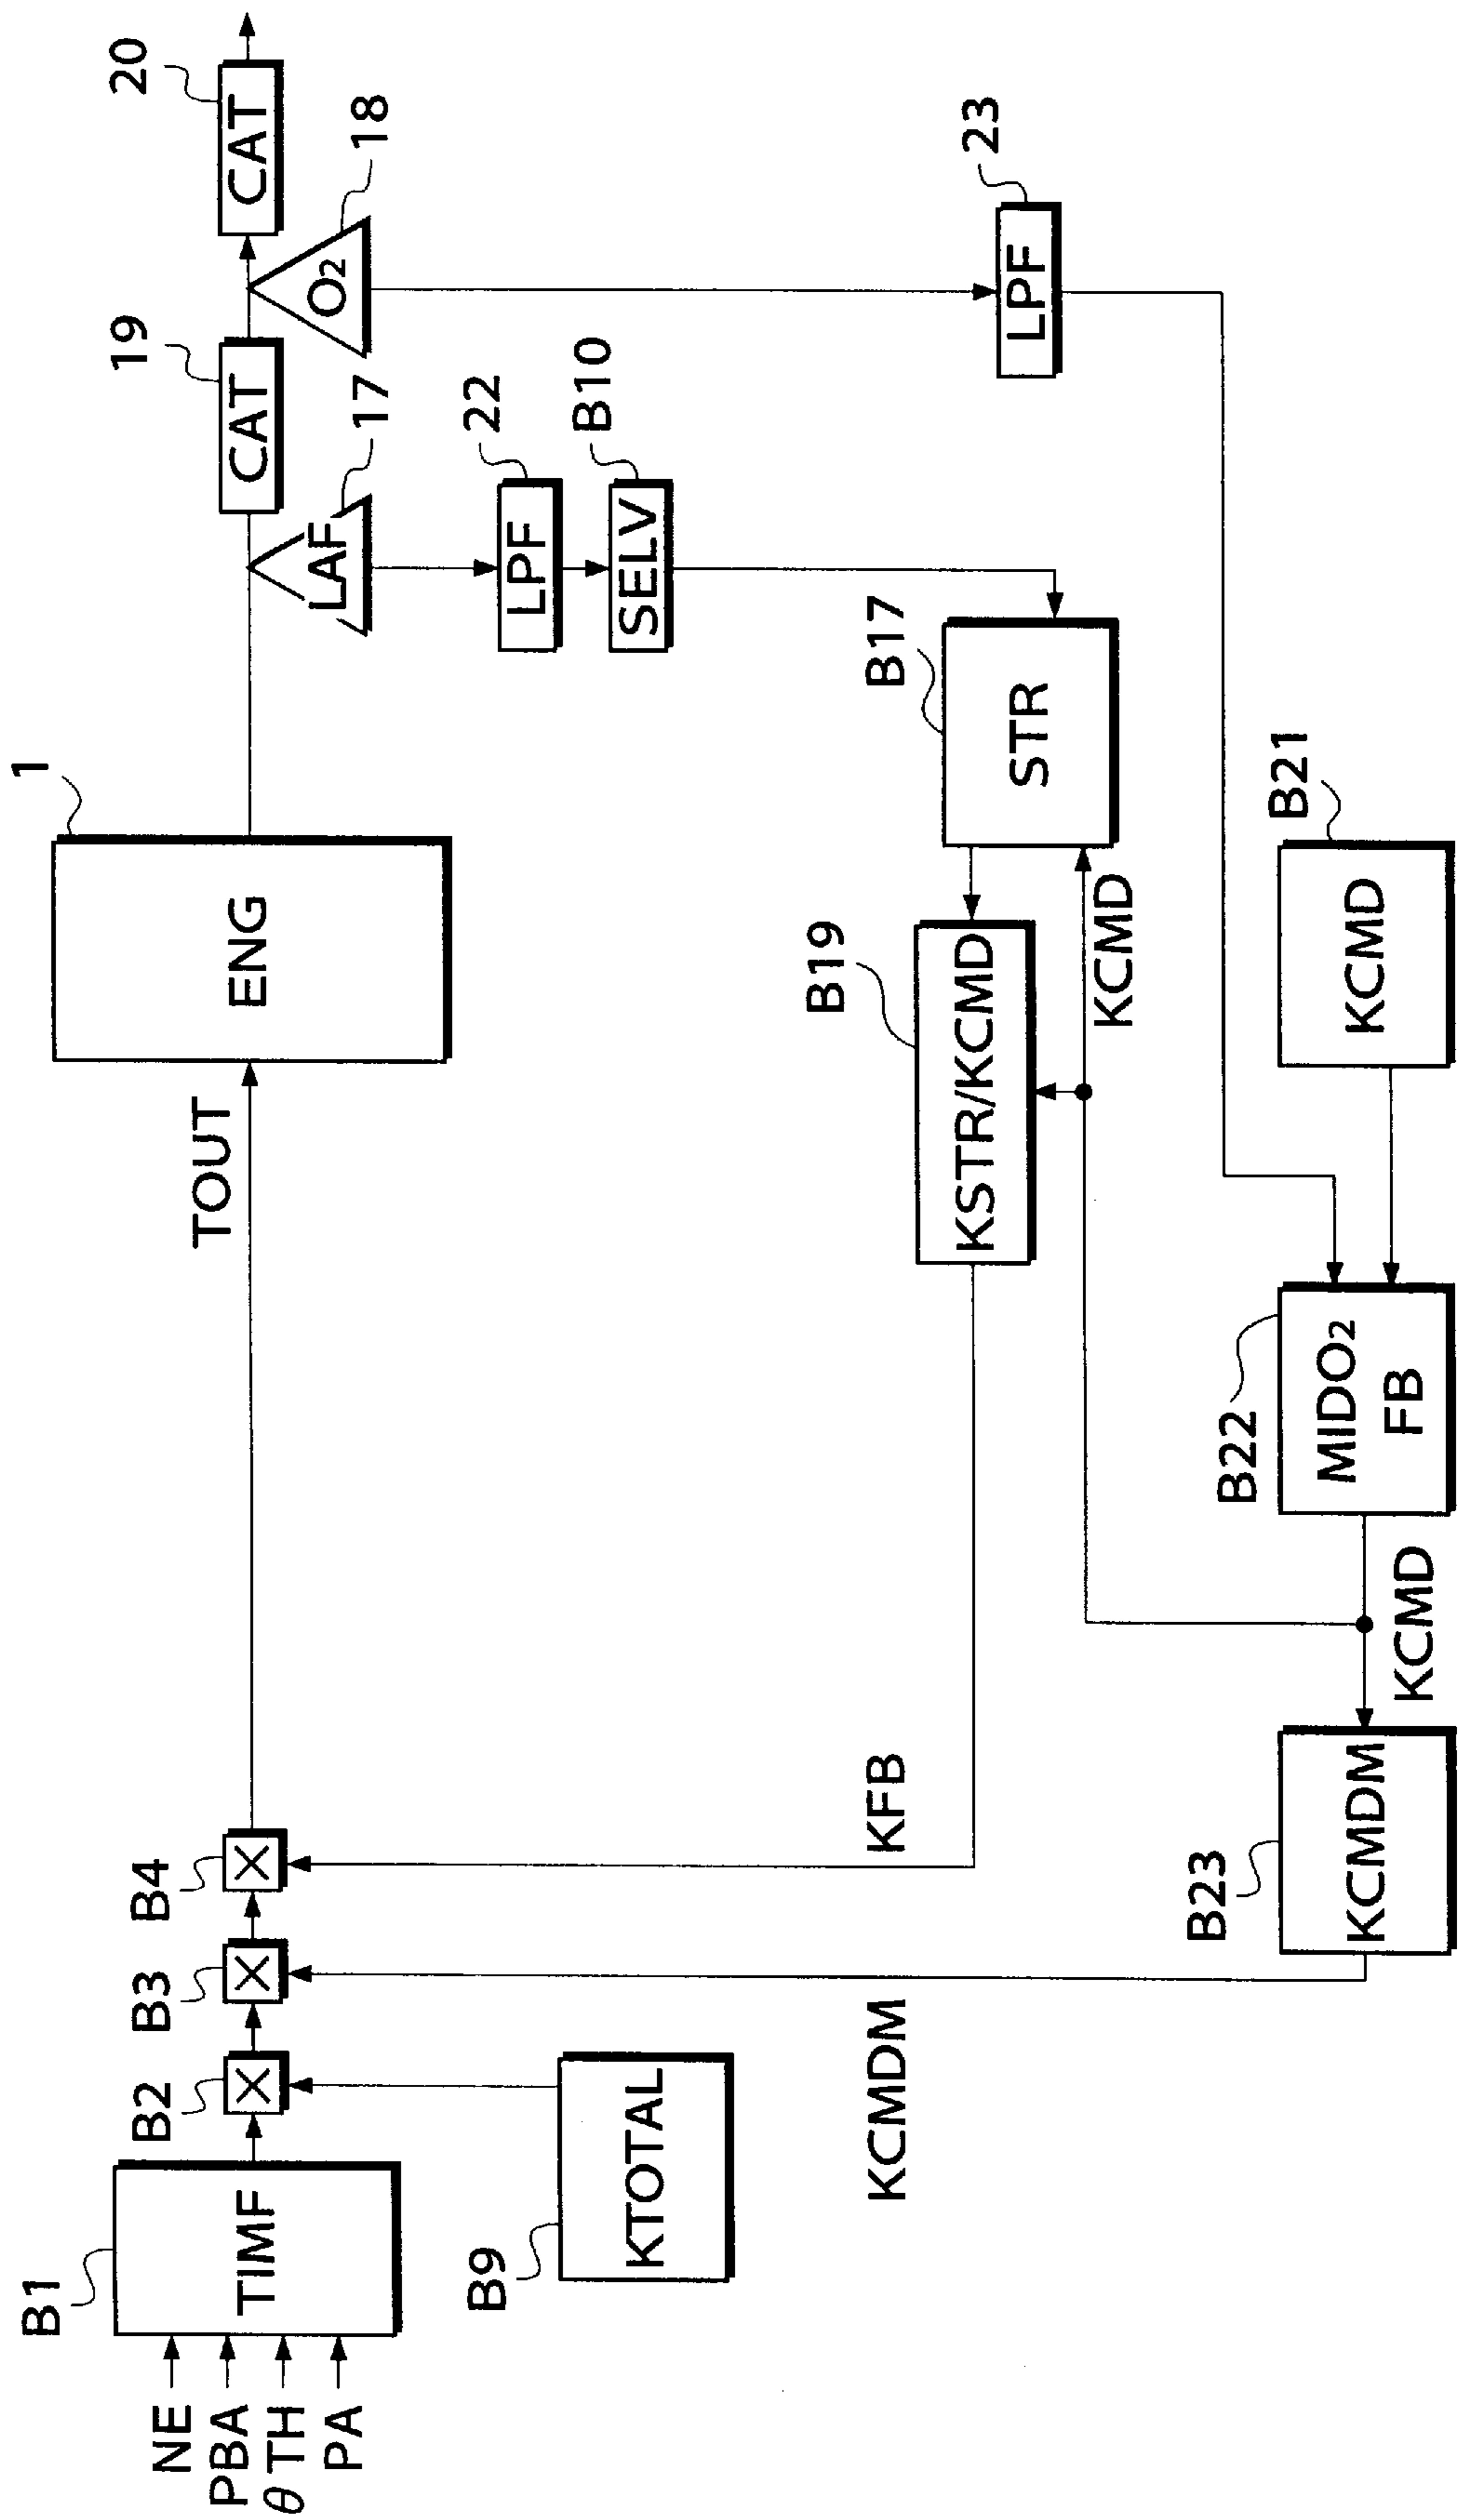 NE
PBA
θTH
PA
B1
TIMF
B2
X
B3
X
B4
X
TOUT
1
ENG
19
CAT
20
CAT
LAF
17
O2
18
22
LPF
B10
SELV
23
LPF
B9
KTOTAL
KCMDM
KFB
B19
KSTR/KCMD
B17
STR
KCMD
B23
KCMDM
KCMD
B22
MIDO2
FB
B21
KCMD